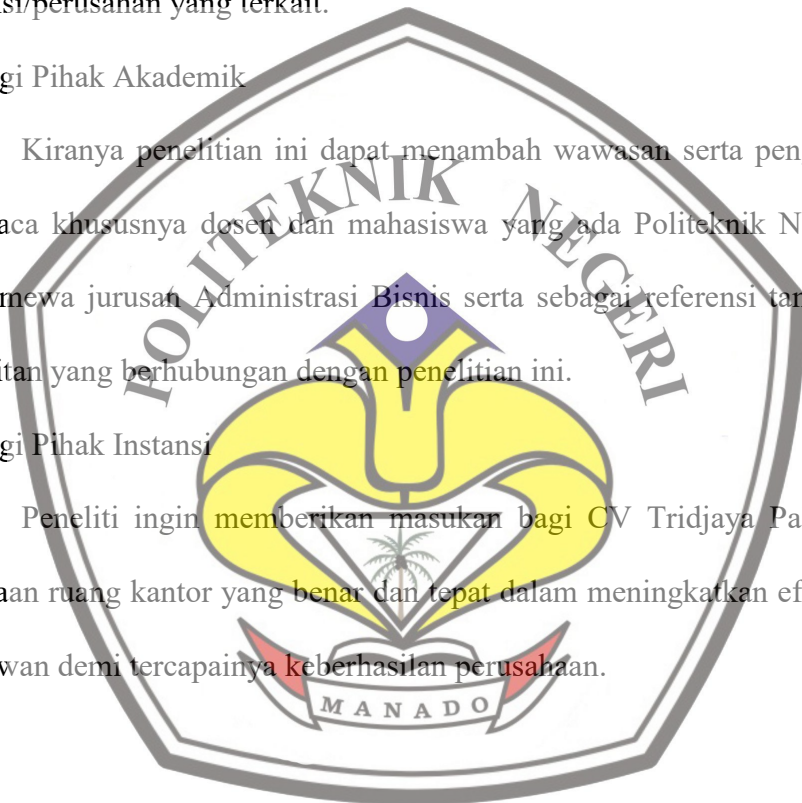 si/perusahan yang terkait.
gi Pihak Akademik
Kiranya penelitian ini dapat menambah wawasan serta pen
aca khususnya dosen dan mahasiswa yang ada Politeknik N
mewa jurusan Administrasi Bisnis serta sebagai referensi tan
itan yang berhubungan dengan penelitian ini.
gi Pihak Instansi
Peneliti ingin memberikan masukan bagi CV Tridjaya Pa
aan ruang kantor yang benar dan tepat dalam meningkatkan ef
wan demi tercapainya keberhasilan perusahaan.
POLITEKNIK NEGERI
MANADO